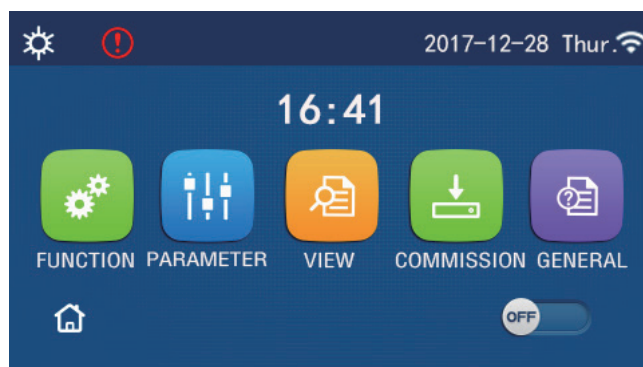 2017-12-28 Thur.
16:41
FUNCTION PARAMETER VIEW COMMISSION GENERAL
OFF